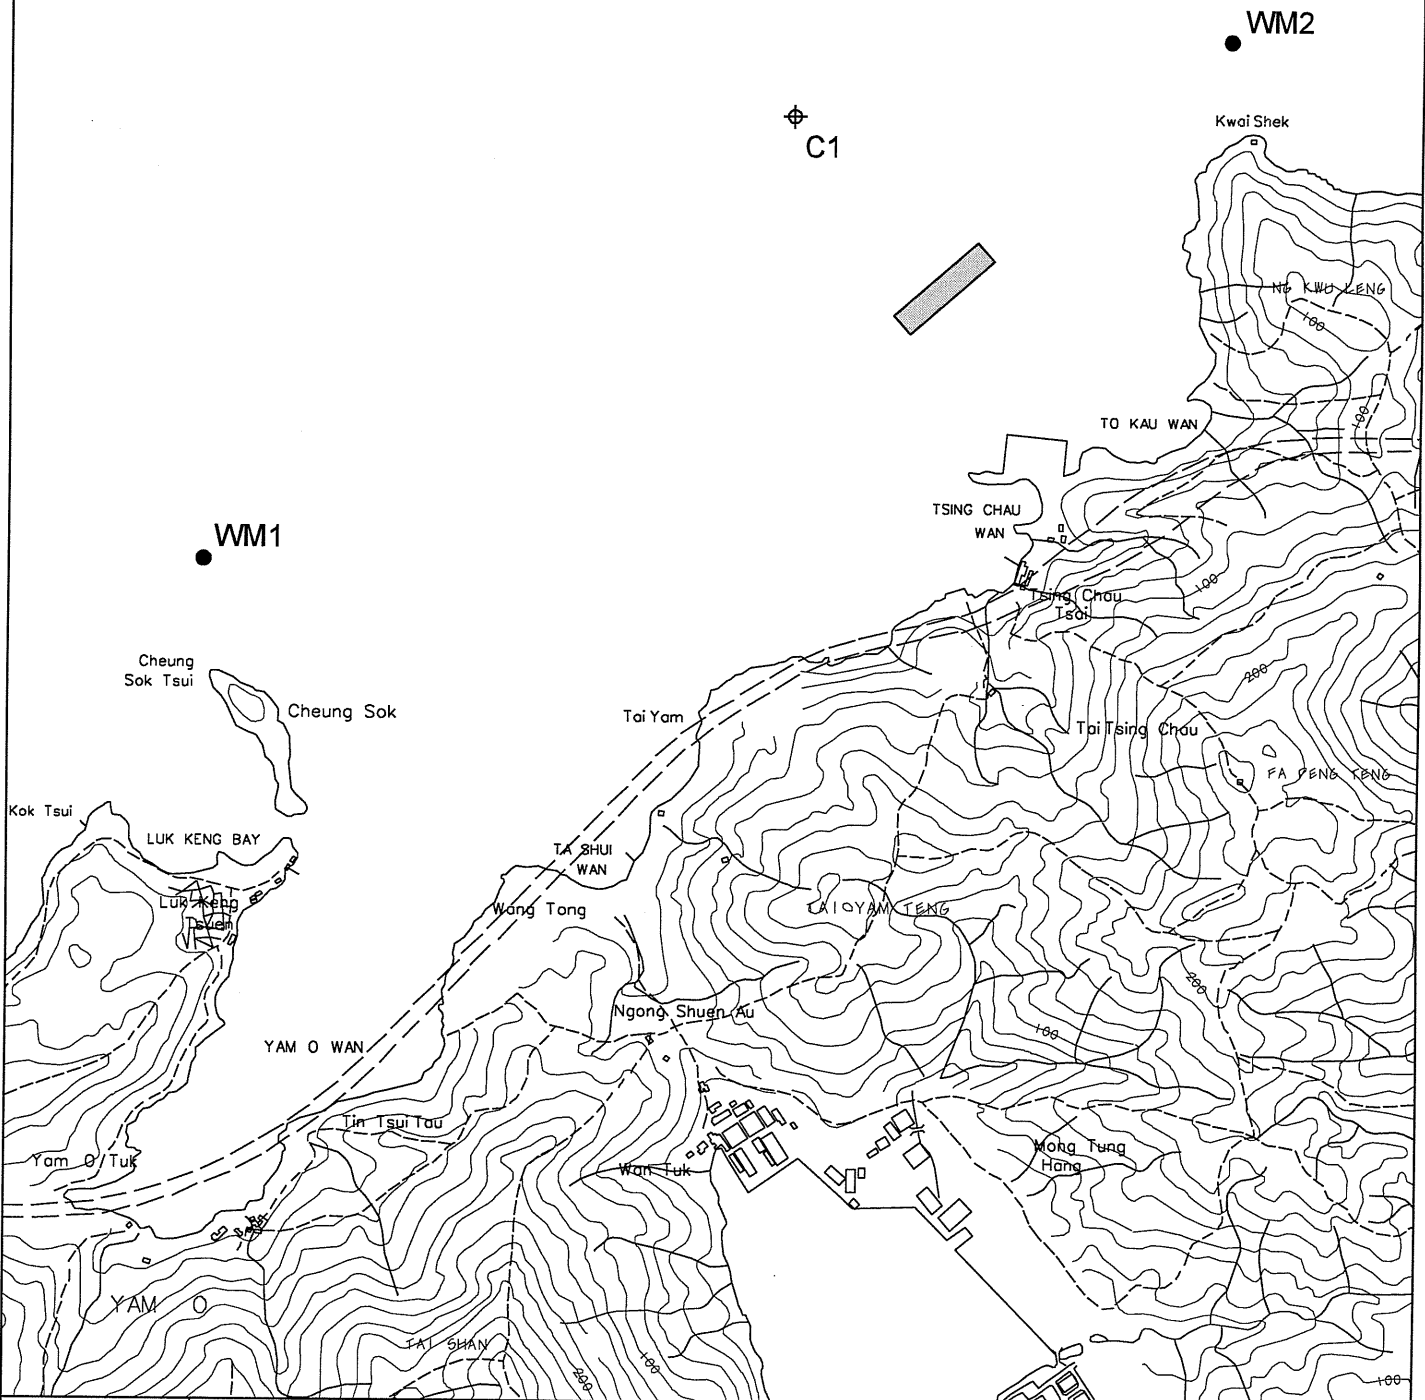 WM2
C1
Kwai Shek
NG KWU LENG
100
100
TO KAU WAN
TSING CHAU
WAN
WM1
100
Tsing Chau
Tsai
Cheung
Sok Tsui
200
Cheung Sok
Tai Yam
Tai Tsing Chau
FA PENG TENG
Kok Tsui
LUK KENG BAY
TA SHUI
WAN
Luk Keng
Tsuen
Wang Tong
TAI YAM TENG
200
Ngong Shuen Au
100
YAM O WAN
Tin Tsui Tau
Mong Tung
Hang
Yam O Tuk
Wan Tuk
YAM O
TAI SHAN
100
200
100